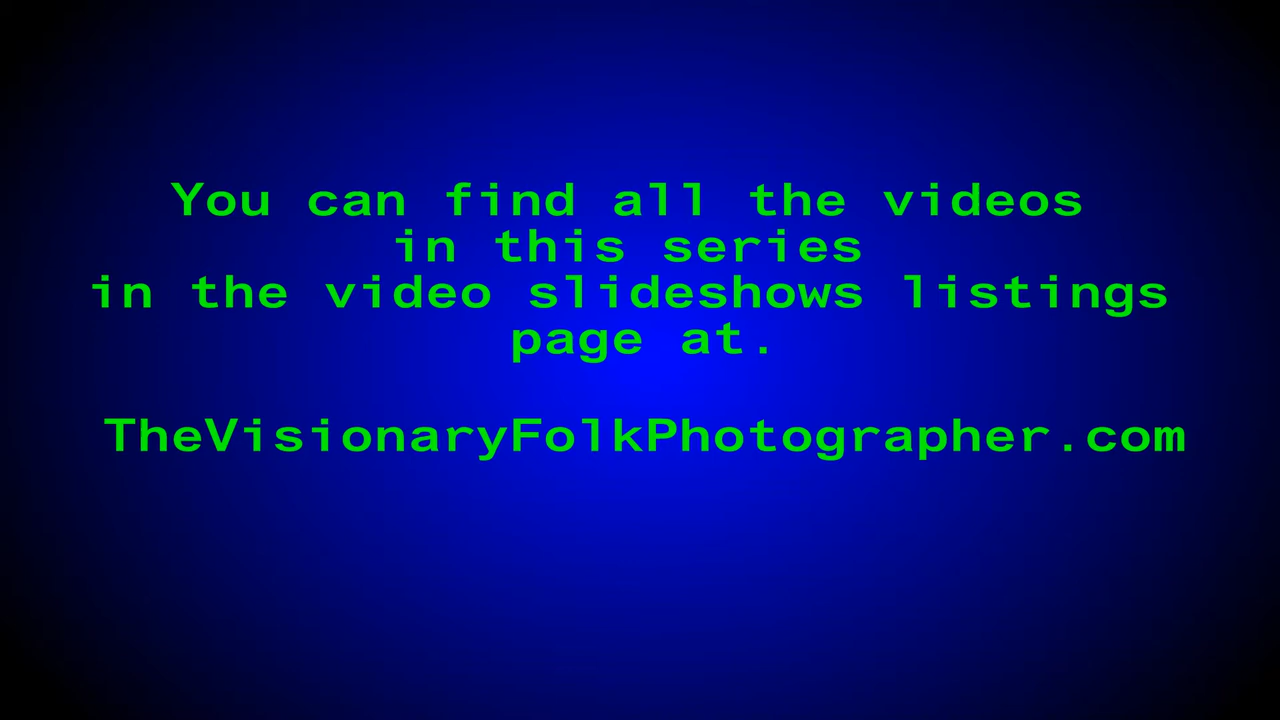 You can find all the videos
in this series
in the video slideshows listings
page at.
TheVisionaryFolkPhotographer.com